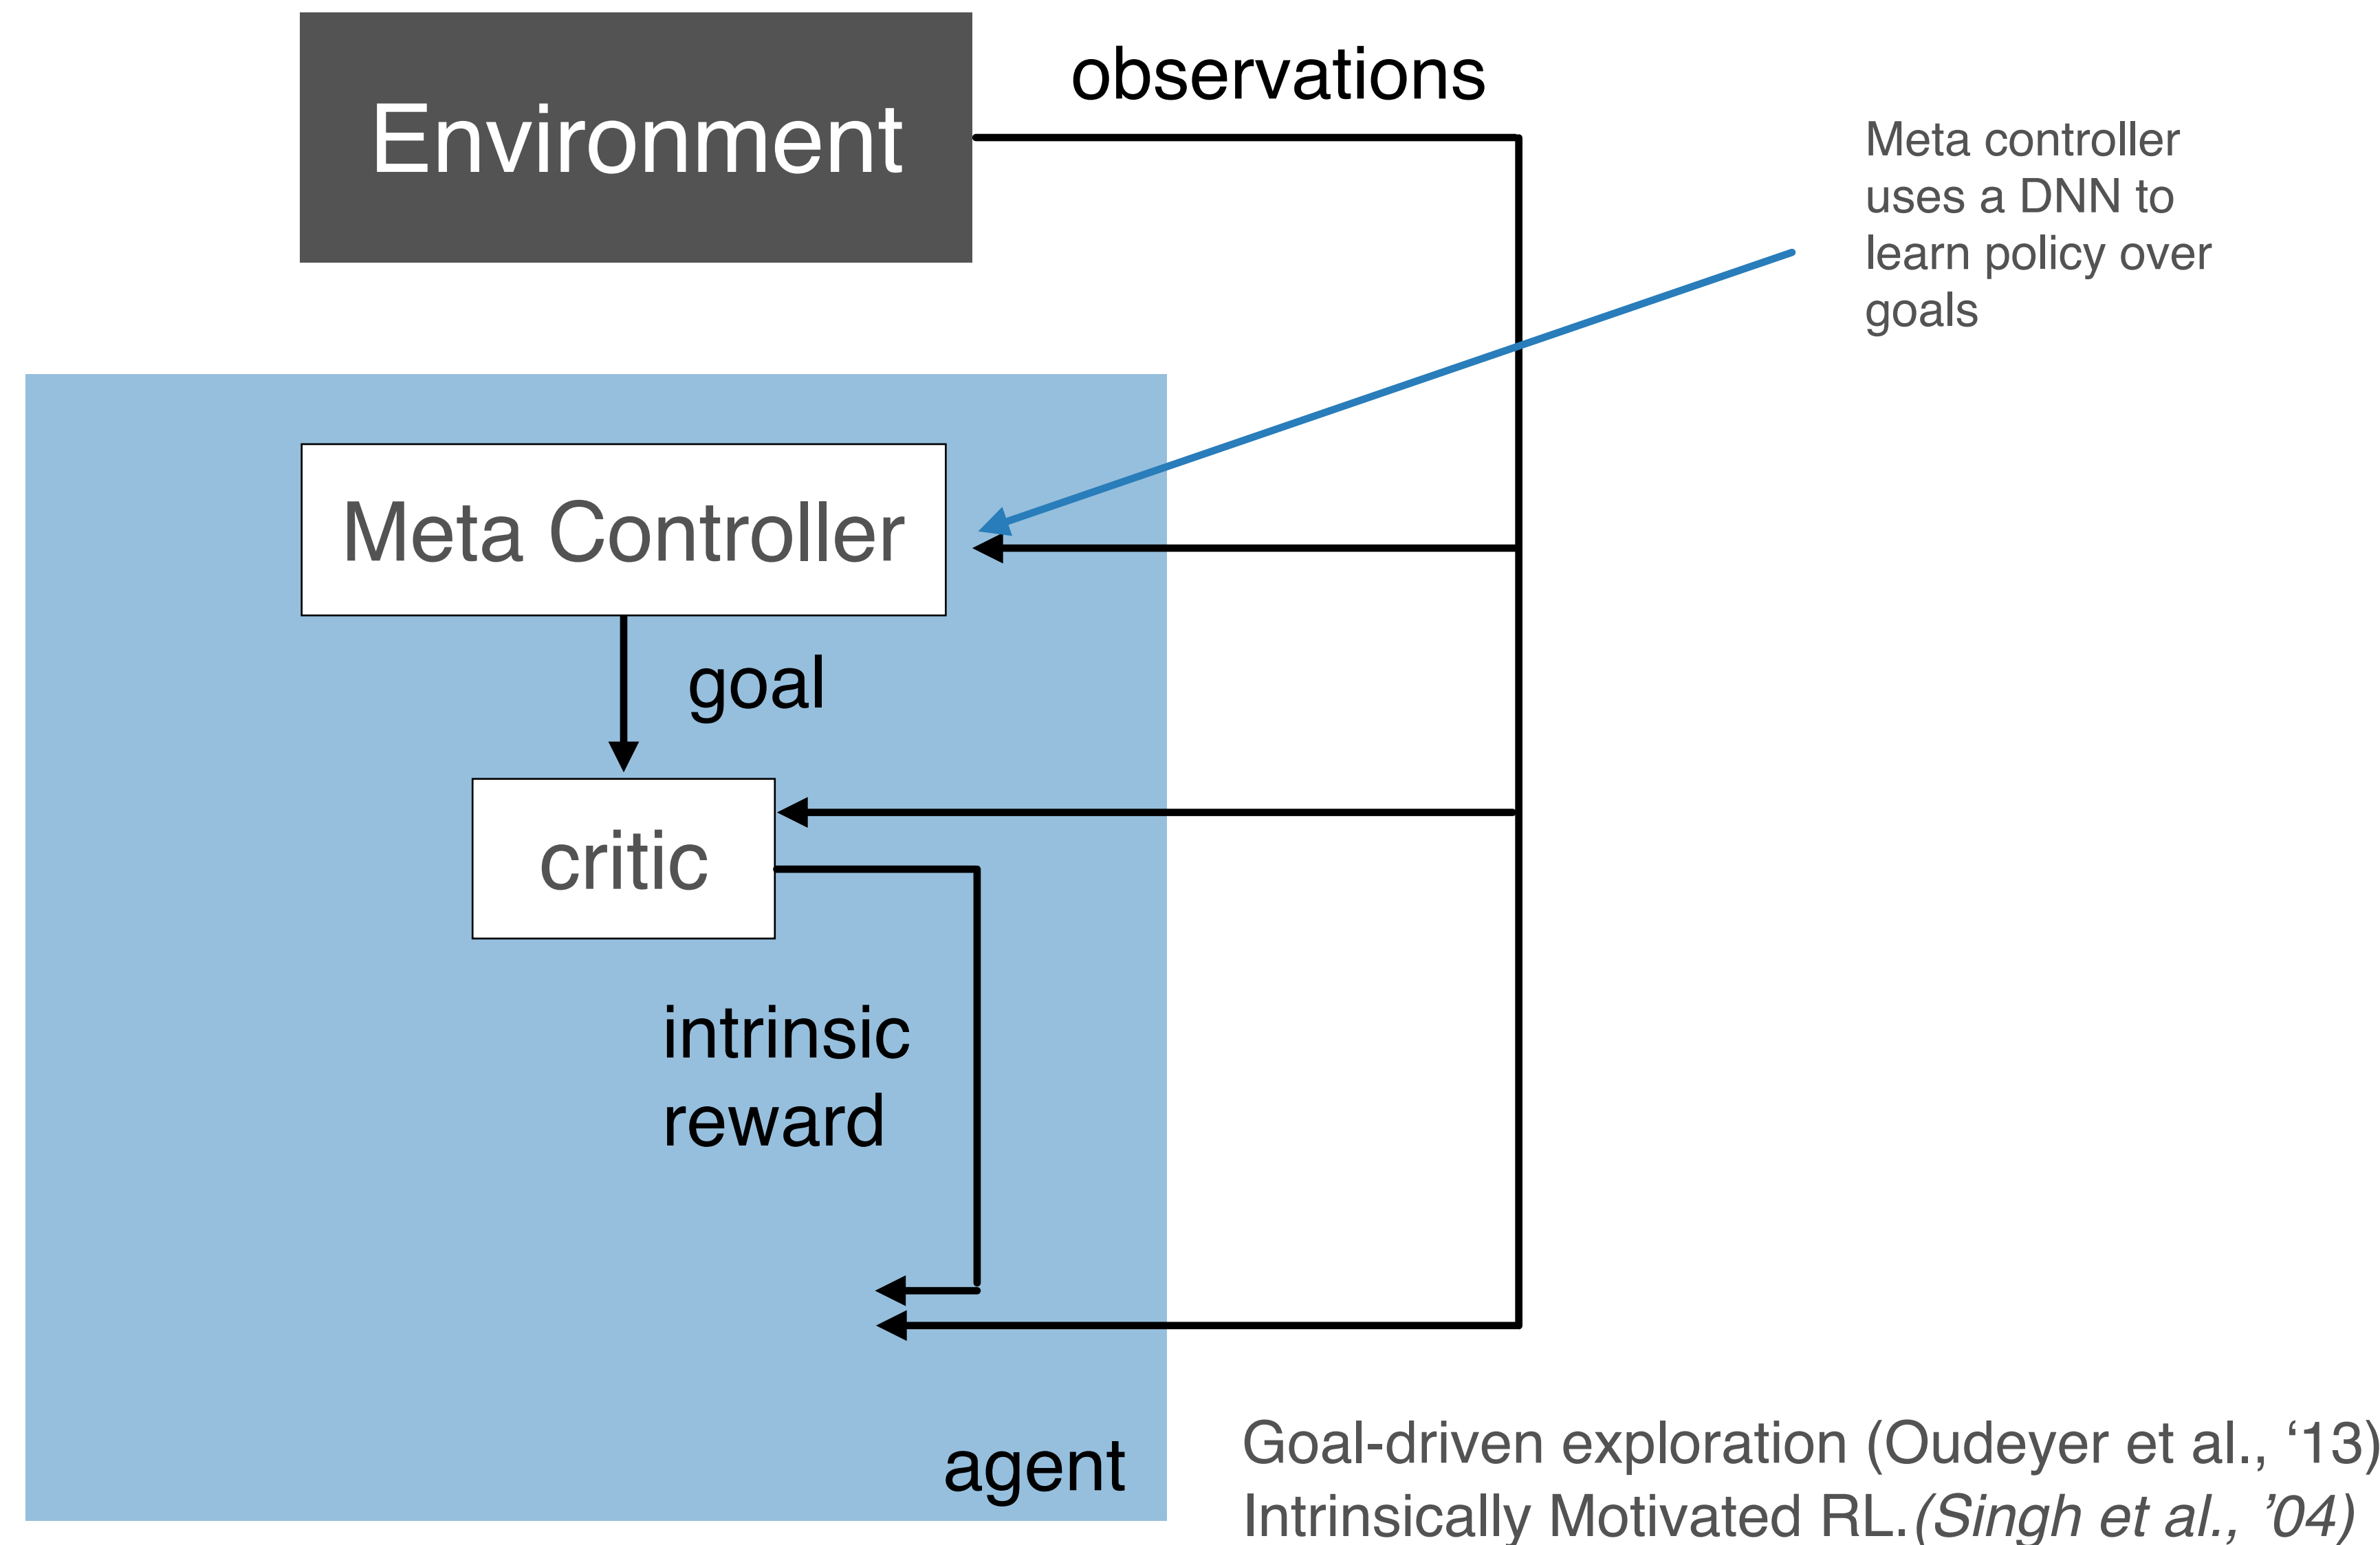 Environment
observations
Meta controller
uses a DNN to
learn policy over
goals
Meta Controller
goal
critic
intrinsic
reward
agent
Goal-driven exploration (Oudeyer et al., ‘13)
Intrinsically Motivated RL.(Singh et al., ’04)